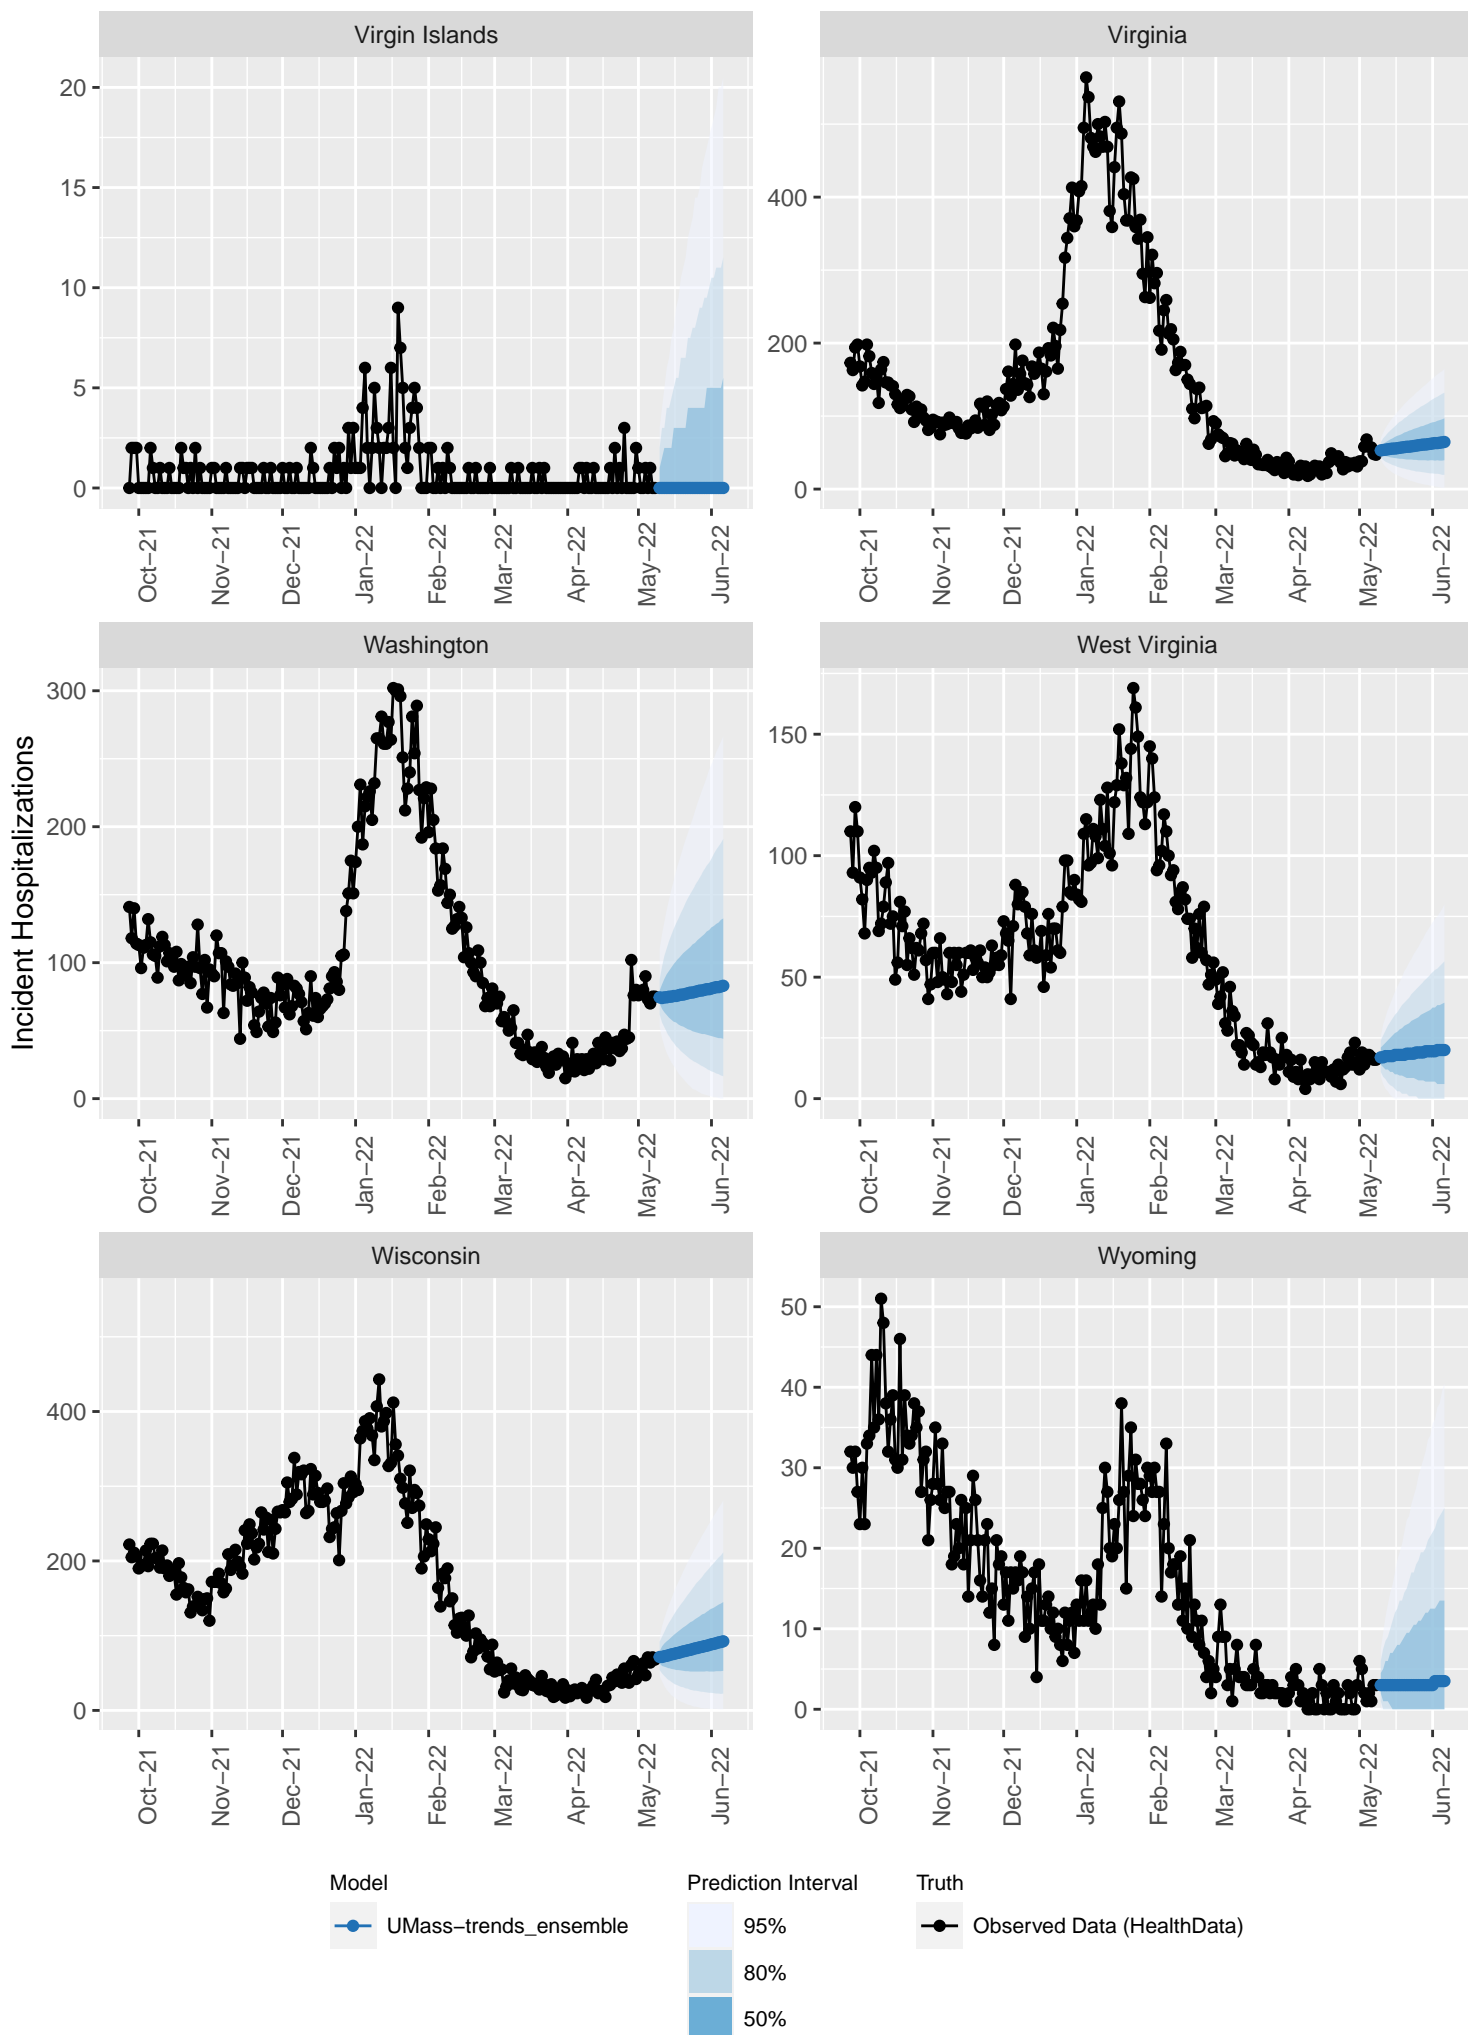 Virgin Islands
Virginia
20
15
10
5
0
400
200
0
Oct−21
Nov−21
Dec−21
Jan−22
Feb−22
Mar−22
Apr−22
May−22
Jun−22
Oct−21
Nov−21
Dec−21
Jan−22
Feb−22
Mar−22
Apr−22
May−22
Jun−22
Incident Hospitalizations
Washington
West Virginia
300
200
100
0
150
100
50
0
Oct−21
Nov−21
Dec−21
Jan−22
Feb−22
Mar−22
Apr−22
May−22
Jun−22
Oct−21
Nov−21
Dec−21
Jan−22
Feb−22
Mar−22
Apr−22
May−22
Jun−22
Wisconsin
Wyoming
400
200
0
50
40
30
20
10
0
Oct−21
Nov−21
Dec−21
Jan−22
Feb−22
Mar−22
Apr−22
May−22
Jun−22
Oct−21
Nov−21
Dec−21
Jan−22
Feb−22
Mar−22
Apr−22
May−22
Jun−22
Model
UMass−trends_ensemble
Prediction Interval
95%
80%
50%
Truth
Observed Data (HealthData)